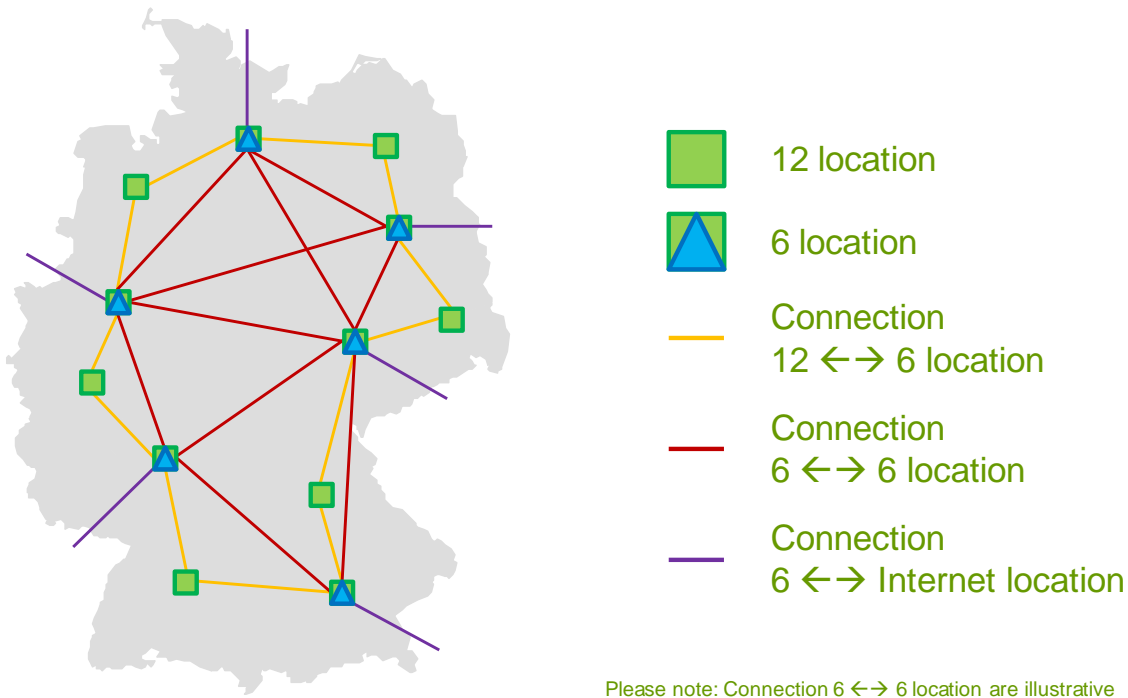 12 location
6 location
Connection
12 ←→ 6 location
Connection
6 ←→ 6 location
Connection
6 ←→ Internet location
Please note: Connection 6 ←→ 6 location are illustrative